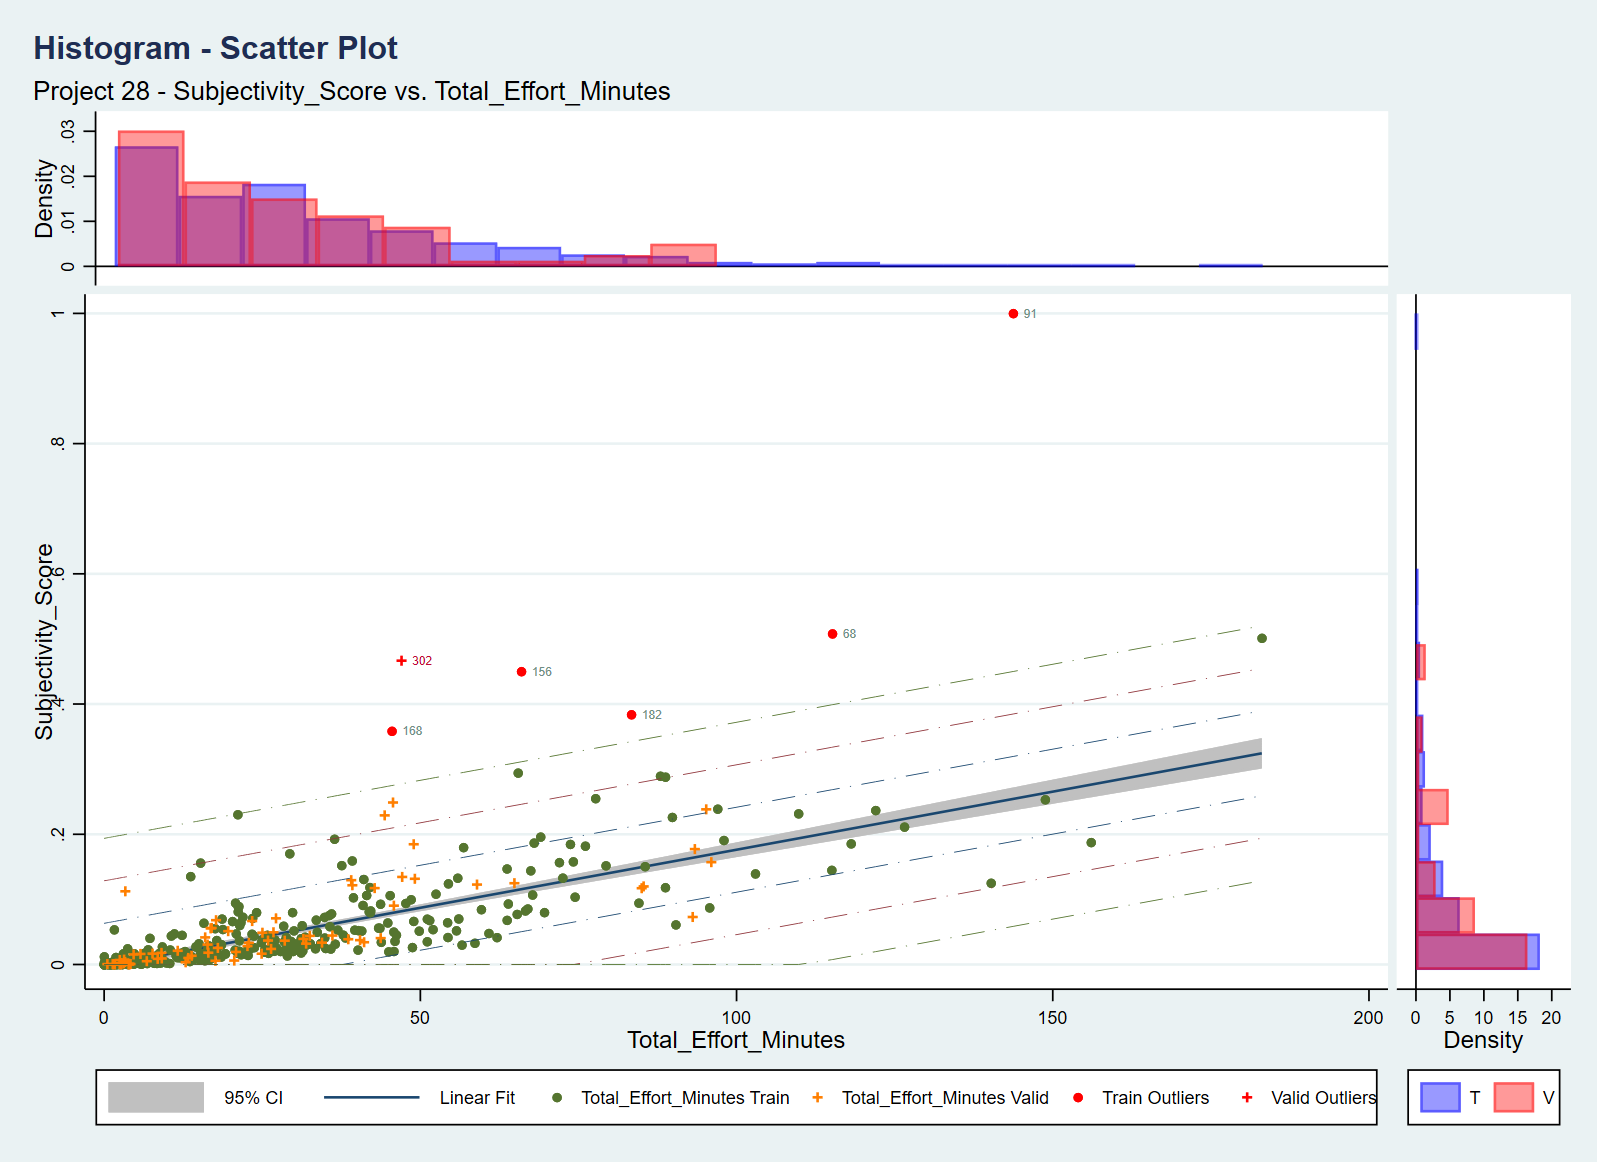 Histogram - Scatter Plot
Project 28 - Subjectivity_Score vs. Total_Effort_Minutes
Density
0 .01 .02 .03
Subjectivity_Score
0 .2 .4 .6 .8 1
91
68
302
156
182
168
0 50 100 150 200
Total_Effort_Minutes
0 5 10 15 20
Density
95% CI Linear Fit Total_Effort_Minutes Train Total_Effort_Minutes Valid Train Outliers Valid Outliers
T V